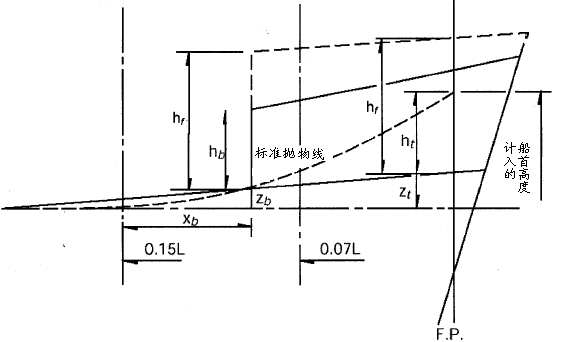 h_f
h_f
h_t
h_b
标准抛物线
计入的
船首高度
z_b
z_t
x_b
0.15L
0.07L
F.P.